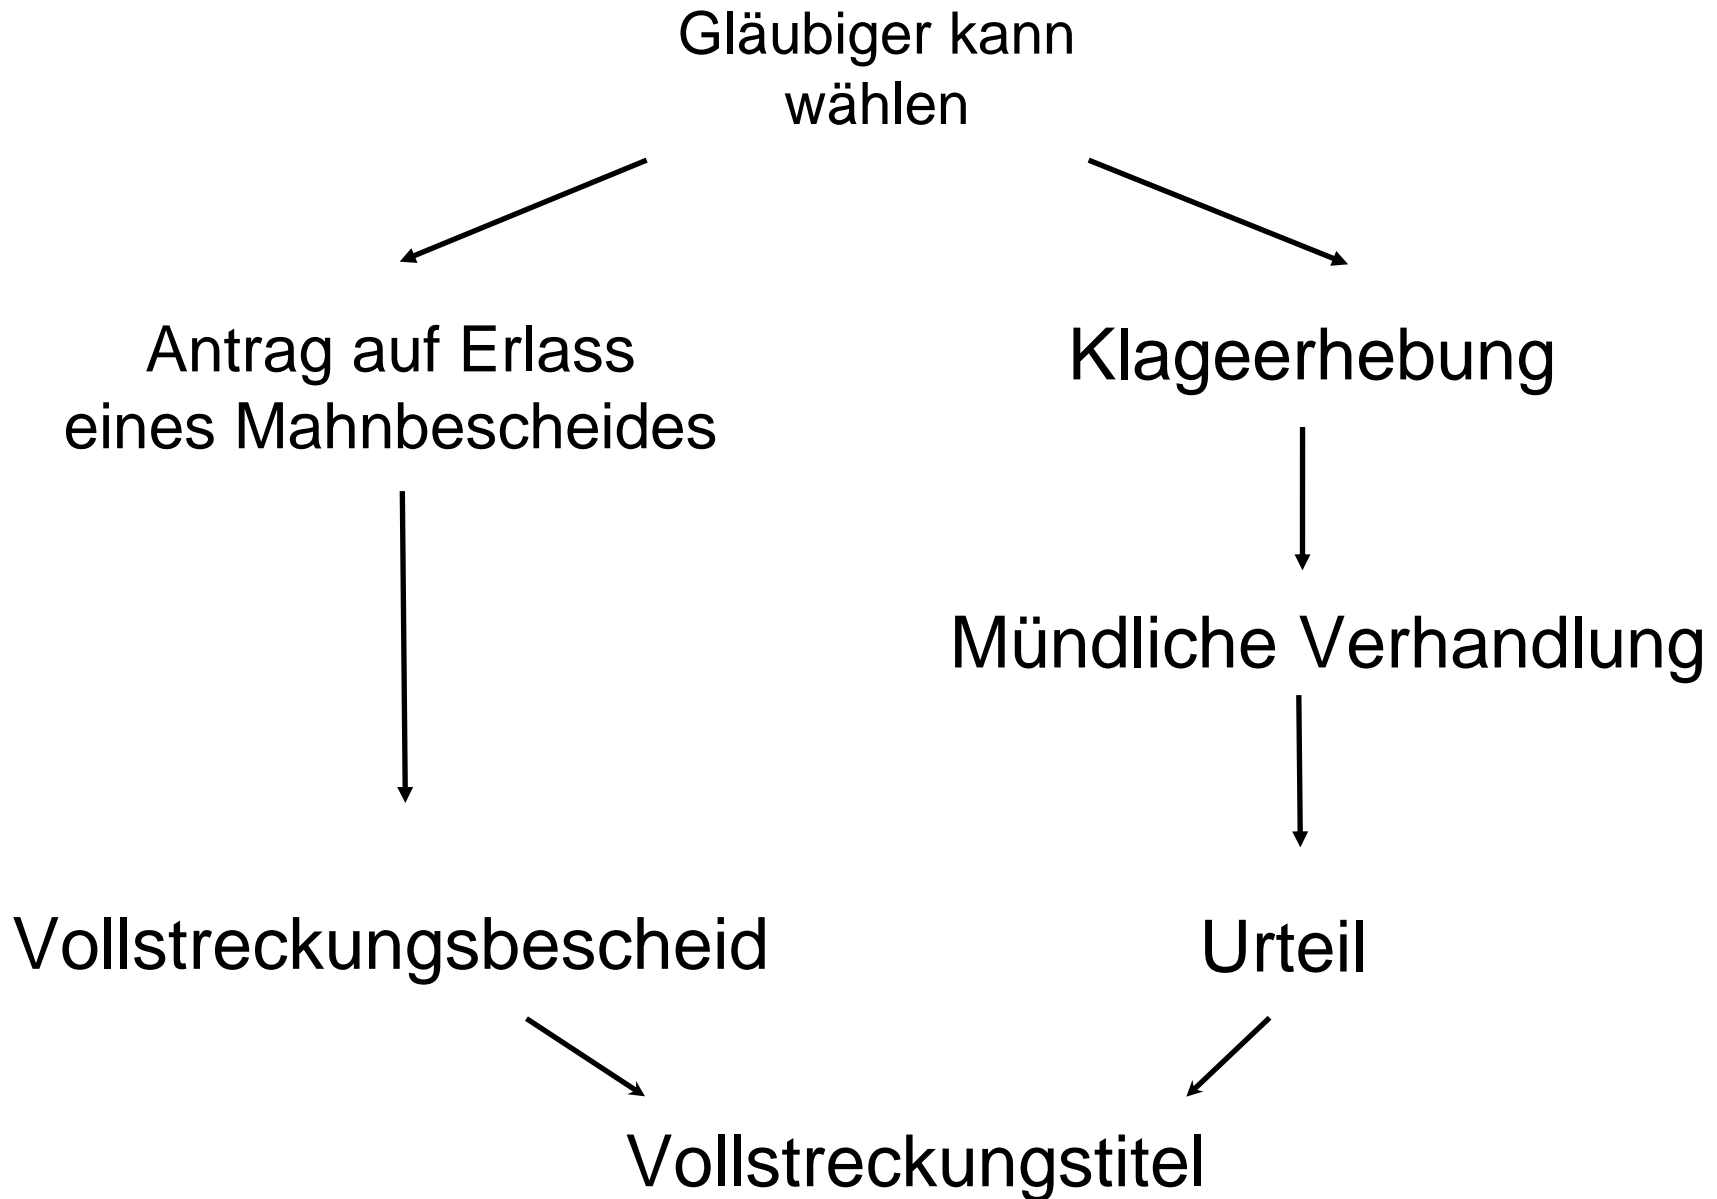 Gläubiger kann
wählen
Antrag auf Erlass
eines Mahnbescheides
Klageerhebung
Mündliche Verhandlung
Vollstreckungsbescheid
Urteil
Vollstreckungstitel